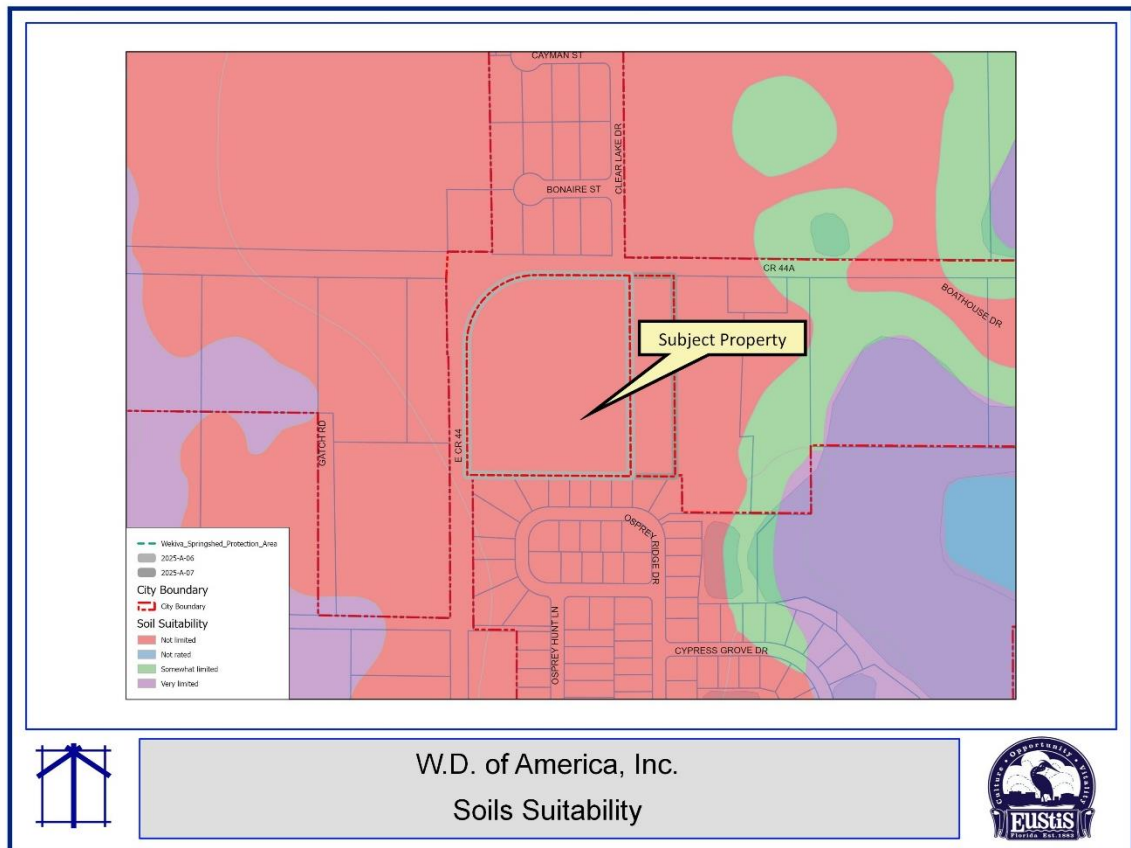 CAYMAN ST
CLEAR LAKE DR
BONAIRE ST
CR 44A
BOATHOUSE DR
Subject Property
E CR 44
GATCH RD
OSPREY RIDGE DR
OSPREY HUNT LN
CYPRESS GROVE DR
Wekiva_Springshed_Protection_Area
2025-A-06
2025-A-07
City Boundary
City Boundary
Soil Suitability
Not limited
Not rated
Somewhat limited
Very limited
W.D. of America, Inc.
Soils Suitability
Culture • Opportunity • Vitality
EUSTIS
Florida Est.1883